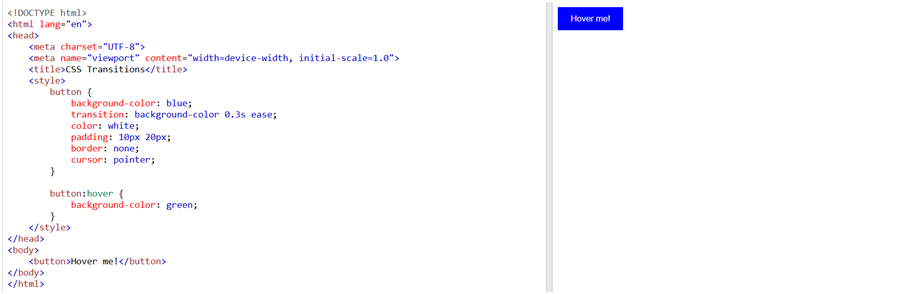 <!DOCTYPE html>
<html lang="en">
<head>
    <meta charset="UTF-8">
    <meta name="viewport" content="width=device-width, initial-scale=1.0">
    <title>CSS Transitions</title>
    <style>
        button {
            background-color: blue;
            transition: background-color 0.3s ease;
            color: white;
            padding: 10px 20px;
            border: none;
            cursor: pointer;
        }

        button:hover {
            background-color: green;
        }
    </style>
</head>
<body>
    <button>Hover me!</button>
</body>
</html>
Hover me!